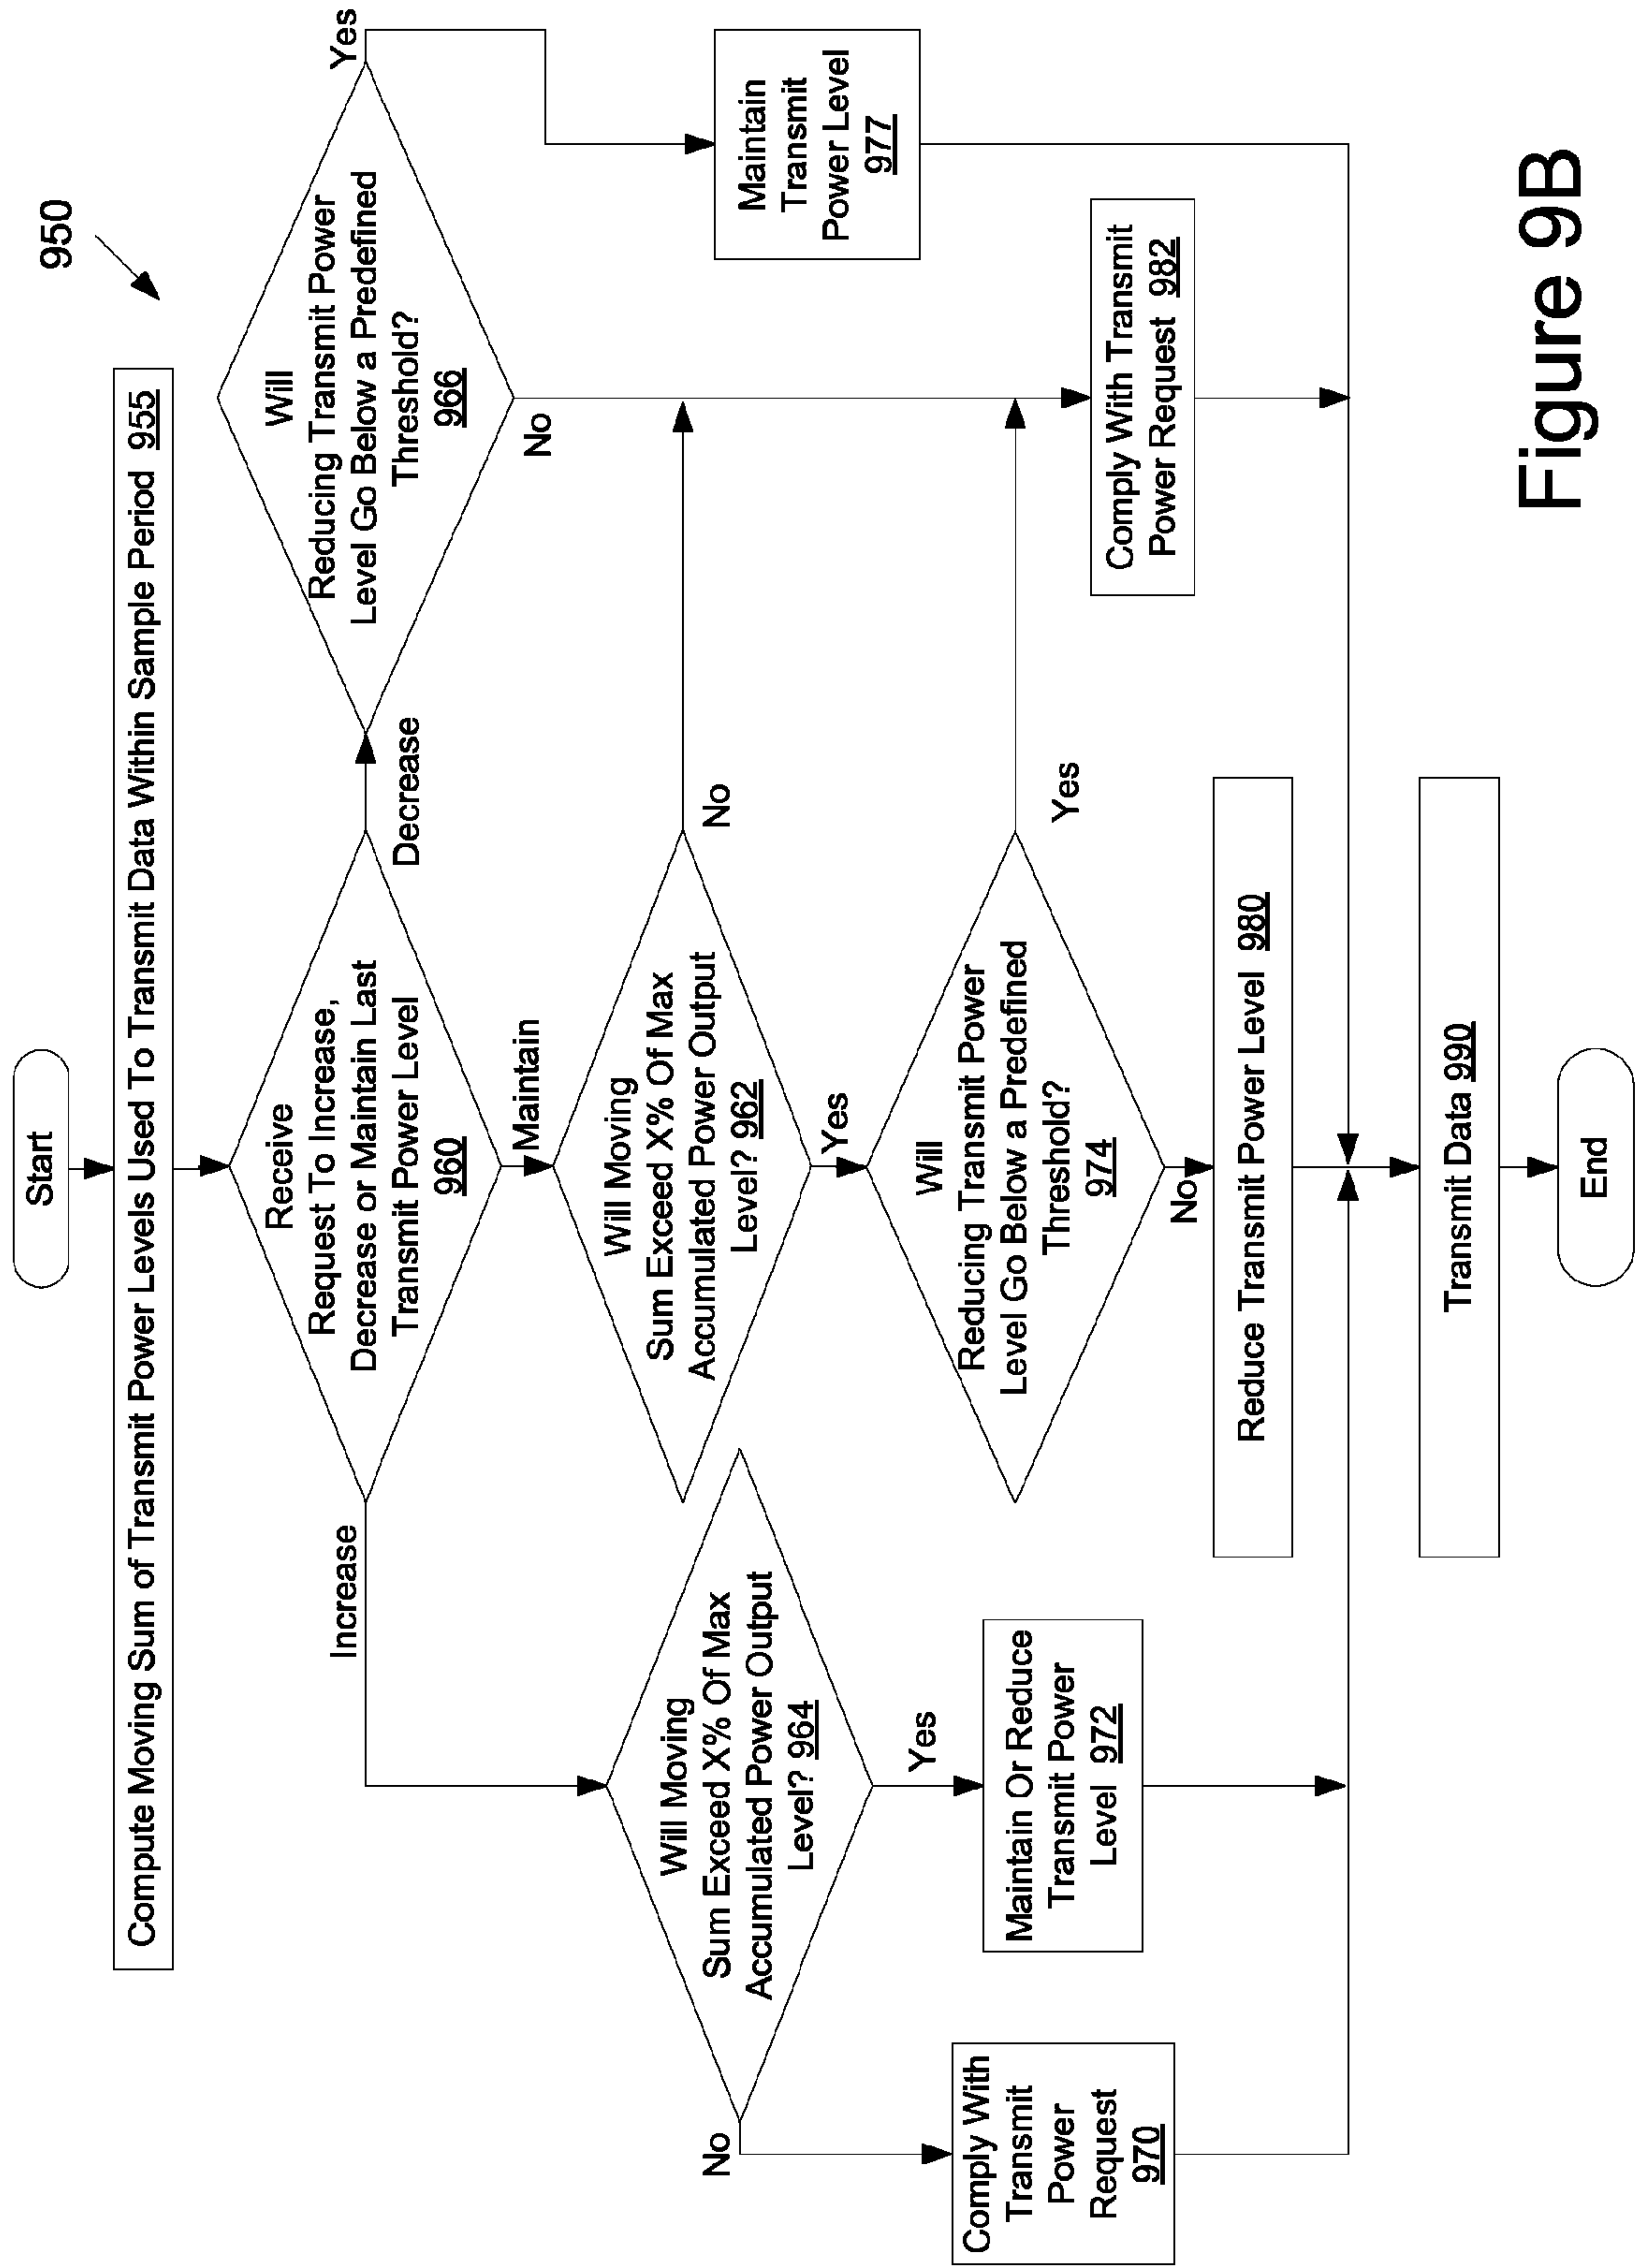 950
Start
Compute Moving Sum of Transmit Power Levels Used To Transmit Data Within Sample Period 955
Receive
Request To Increase,
Decrease or Maintain Last
Transmit Power Level
960
Increase
Maintain
Decrease
Will
Reducing Transmit Power
Level Go Below a Predefined
Threshold?
966
Yes
No
Will Moving
Sum Exceed X% Of Max
Accumulated Power Output
Level? 964
No
Yes
Will Moving
Sum Exceed X% Of Max
Accumulated Power Output
Level? 962
No
Yes
Maintain
Transmit
Power Level
977
Comply With
Transmit
Power
Request
970
Maintain Or Reduce
Transmit Power
Level 972
Will
Reducing Transmit Power
Level Go Below a Predefined
Threshold?
974
Yes
No
Comply With Transmit
Power Request 982
Reduce Transmit Power Level 980
Transmit Data 990
End
Figure 9B